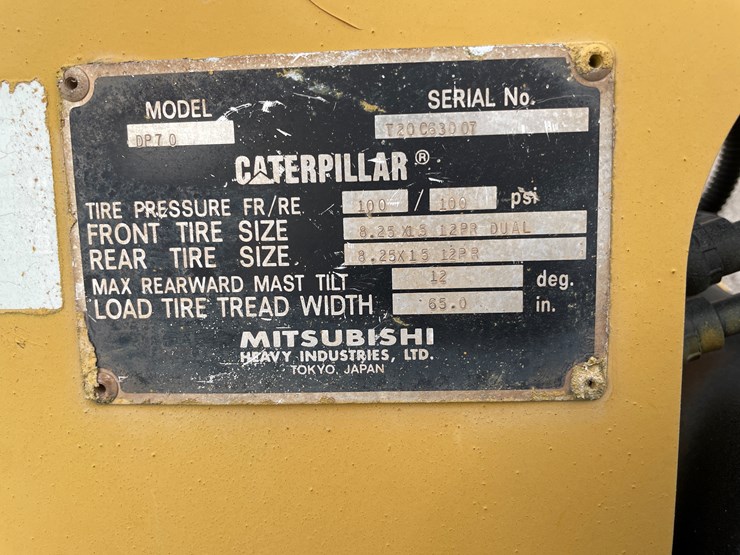 MODEL SERIAL No.
DP70
CATERPILLAR®
TIRE PRESSURE FR/RE 100 / 100 psi
FRONT TIRE SIZE 8.25X15 12PR DUAL
REAR TIRE SIZE 8.25X15 12PR
MAX REARWARD MAST TILT 12 deg.
LOAD TIRE TREAD WIDTH 65.0 in.
MITSUBISHI
HEAVY INDUSTRIES, LTD.
TOKYO, JAPAN